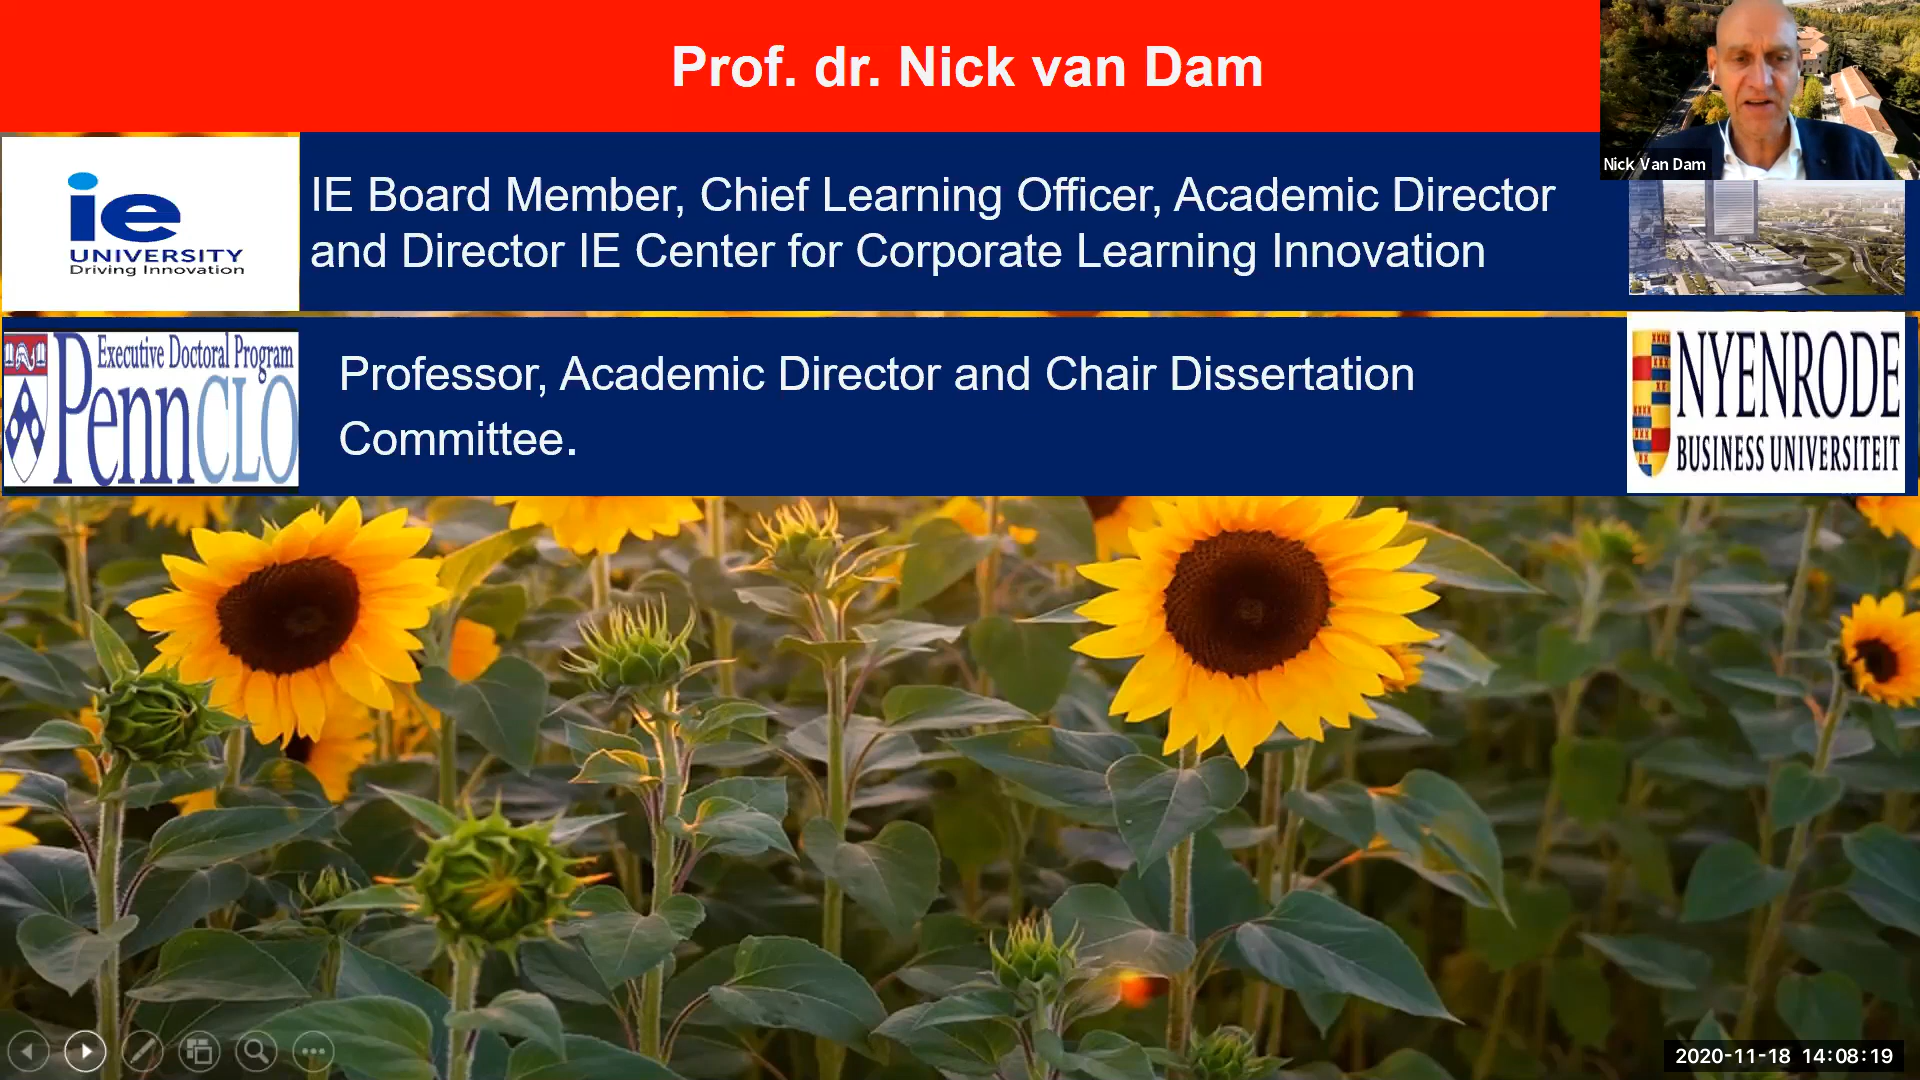 Prof. dr. Nick van Dam
Nick Van Dam
ie
UNIVERSITY
Driving Innovation
IE Board Member, Chief Learning Officer, Academic Director
and Director IE Center for Corporate Learning Innovation
Executive Doctoral Program
PennCLO
Professor, Academic Director and Chair Dissertation
Committee.
NYENRODE
BUSINESS UNIVERSITEIT
2020-11-18 14:08:19